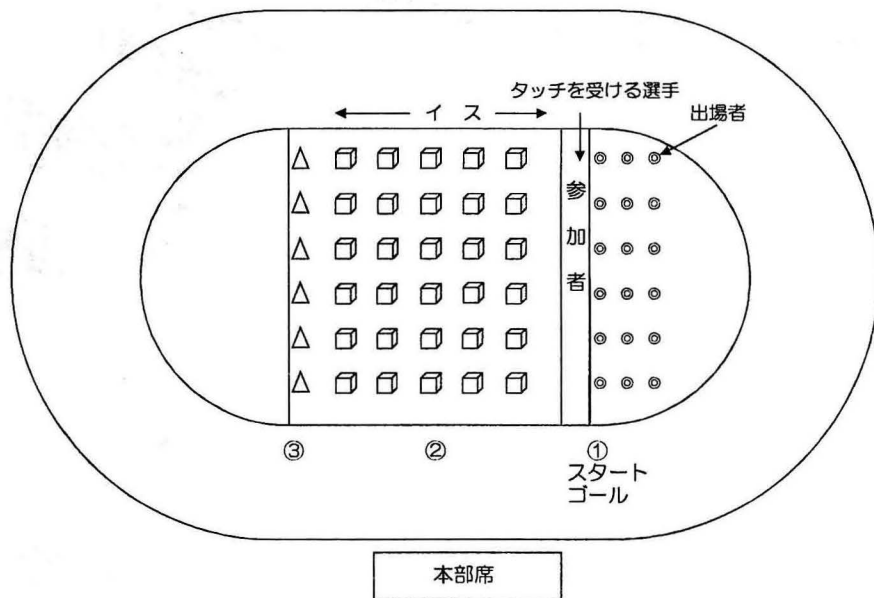 タッチを受ける選手
← イ ス →
出場者
参加者
③
②
①
スタート
ゴール
本部席